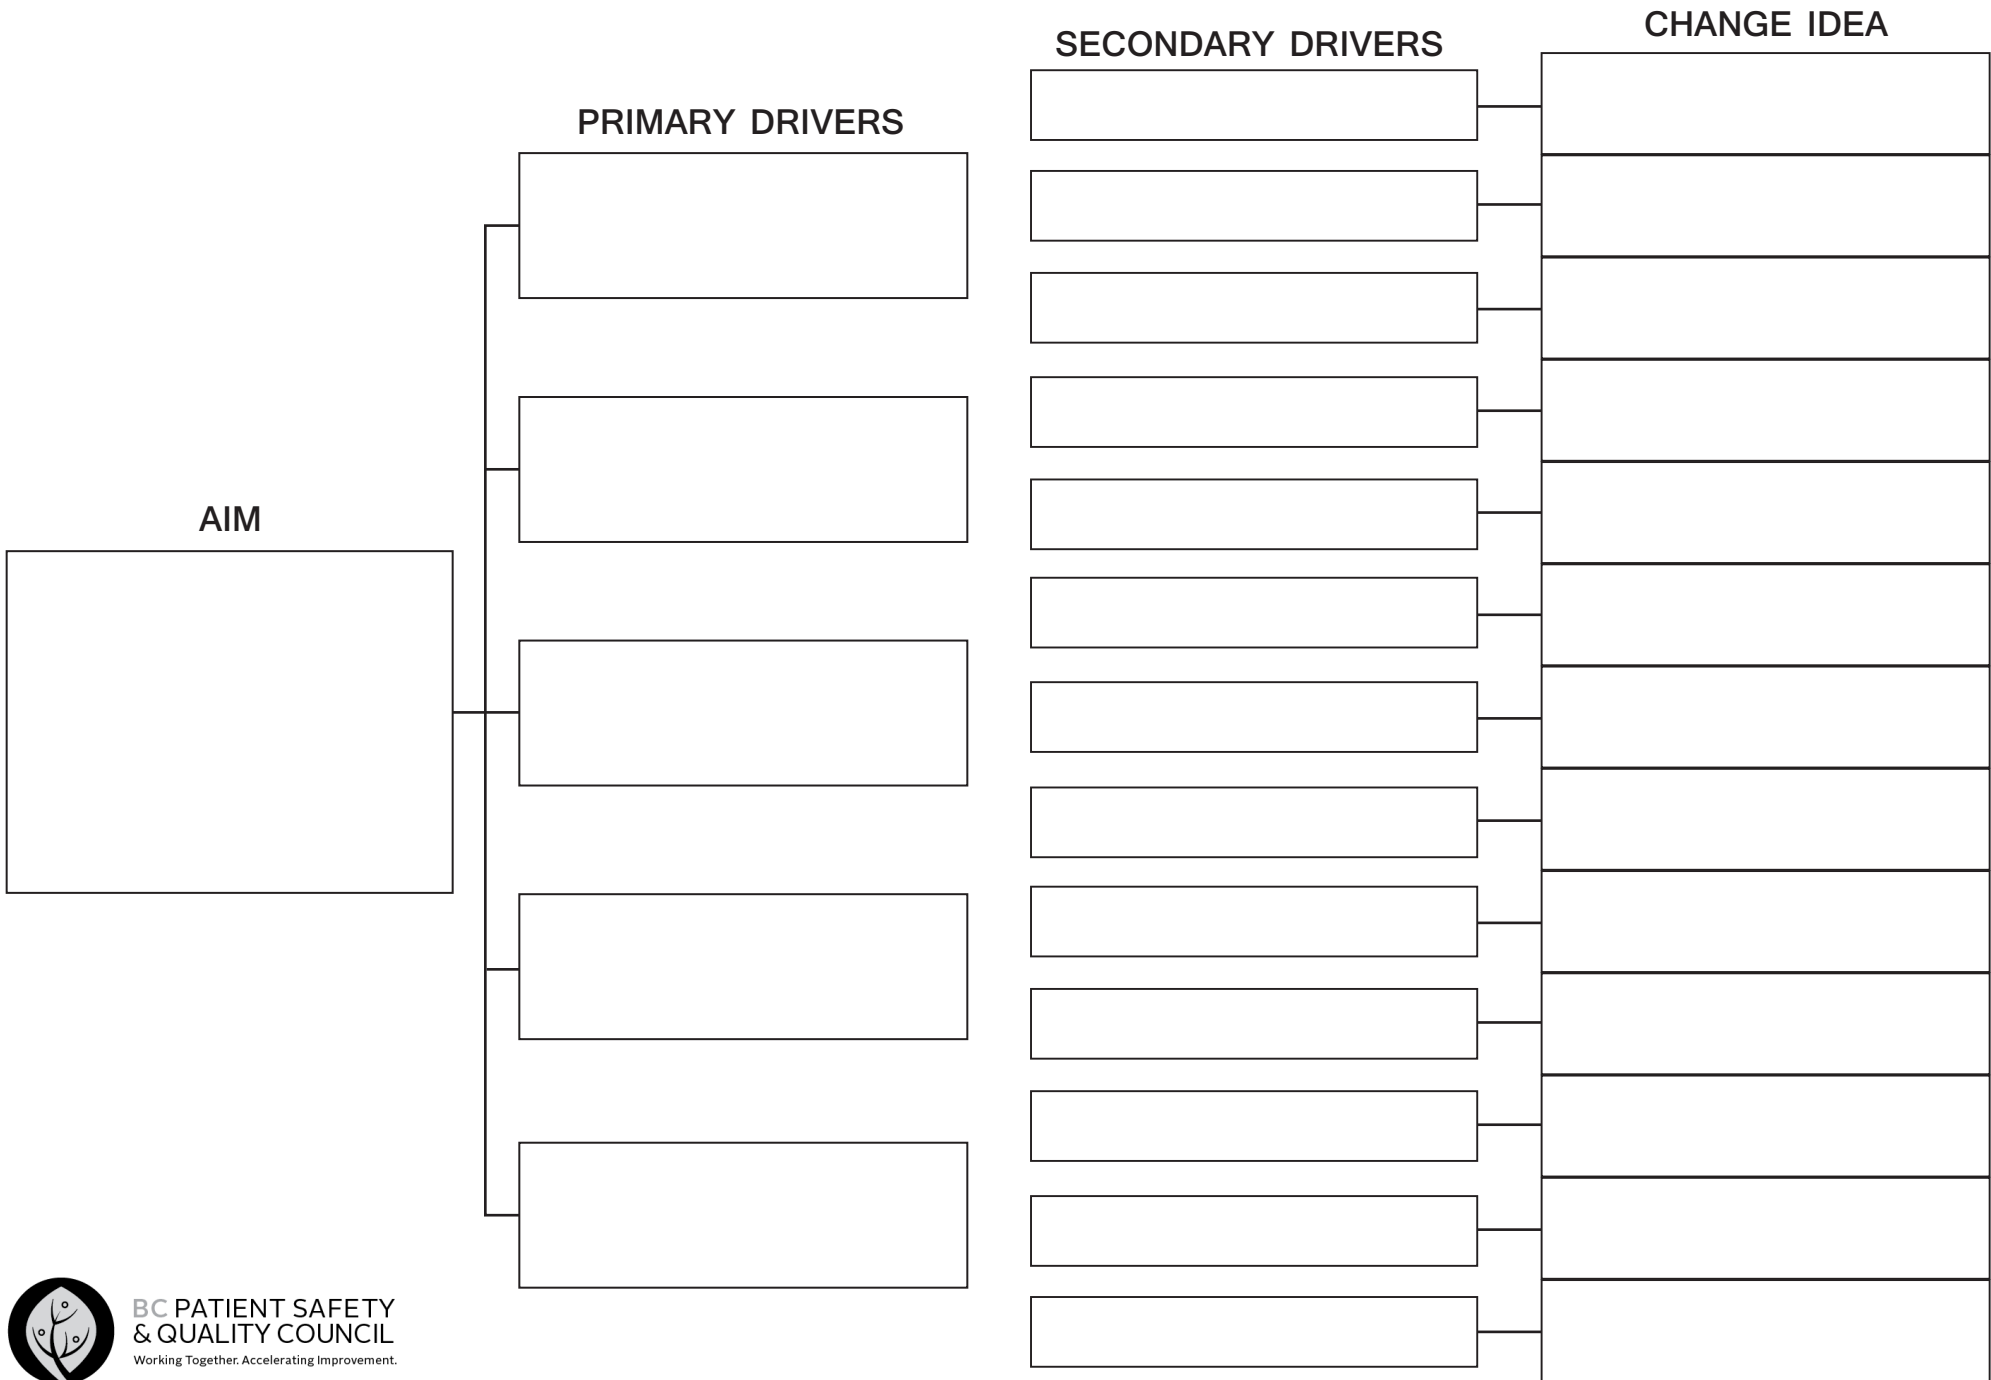 CHANGE IDEA
SECONDARY DRIVERS
PRIMARY DRIVERS
AIM
BC PATIENT SAFETY
& QUALITY COUNCIL
Working Together. Accelerating Improvement.